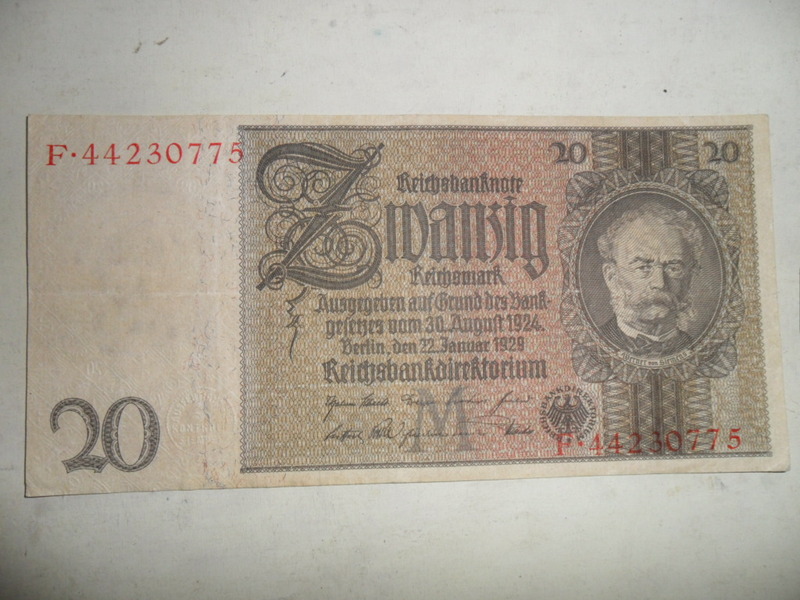 F·44230775
20 20
Reichsbanknote
Zwanzig
Reichsmark
Ausgegeben auf Grund des Bank-
gesetzes vom 30. August 1924.
Berlin, den 22. Januar 1929
Reichsbankdirektorium
M
F·44230775
20